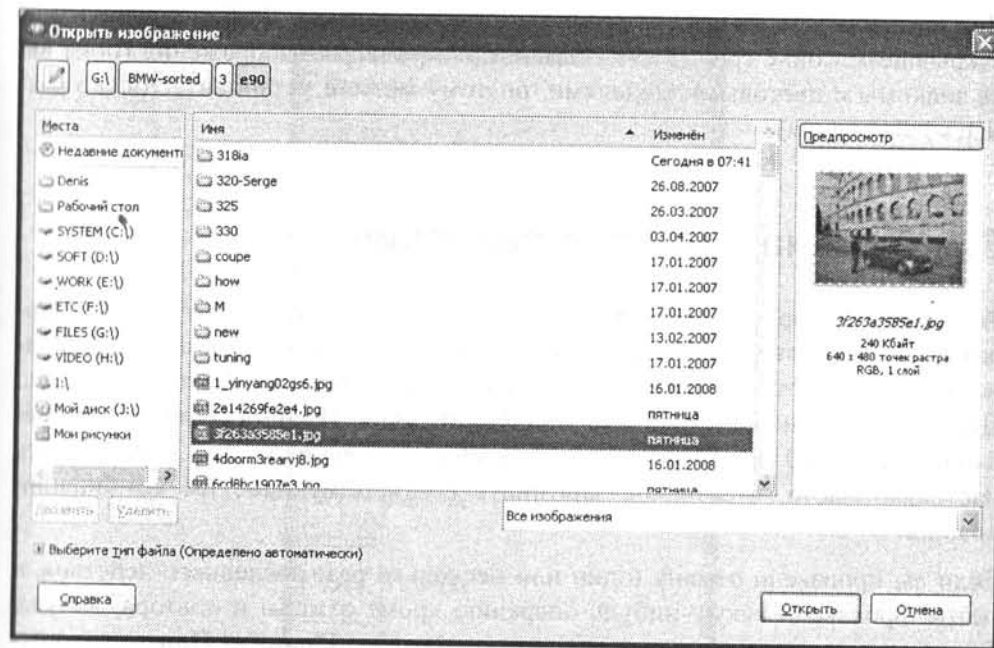 Открыть изображение
G:\ BMW-sorted 3 e90
Места
Недавние документы
Denis
Рабочий стол
SYSTEM (C:\)
SOFT (D:\)
WORK (E:\)
ETC (F:\)
FILES (G:\)
VIDEO (H:\)
I:\
Мой диск (J:\)
Мои рисунки
Имя Изменён
318ia Сегодня в 07:41
320-Serge 26.08.2007
325 26.03.2007
330 03.04.2007
coupe 17.01.2007
how 17.01.2007
M 17.01.2007
new 13.02.2007
tuning 17.01.2007
1_yinyang02gs6.jpg 16.01.2008
2e14269fe2e4.jpg пятница
3f263a3585e1.jpg пятница
4doorm3rearvj8.jpg 16.01.2008
6cd8bc1907e3.jpg пятница
Предпросмотр
3f263a3585e1.jpg
240 Кбайт
640 x 480 точек растра
RGB, 1 слой
Добавить Удалить
Все изображения
Выберите тип файла (Определено автоматически)
Справка
Открыть Отмена